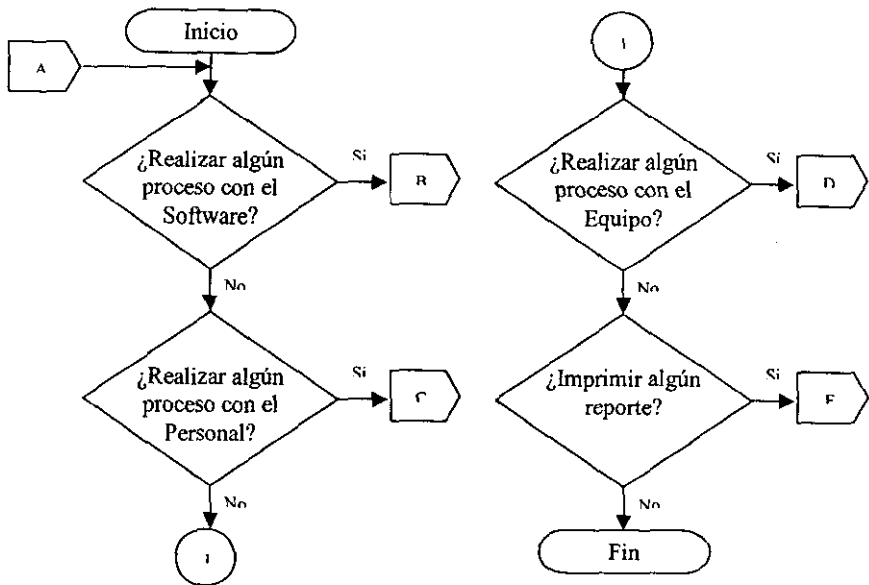 Inicio
A
¿Realizar algún
proceso con el
Software?
Si
B
No
¿Realizar algún
proceso con el
Personal?
Si
C
No
1
1
¿Realizar algún
proceso con el
Equipo?
Si
D
No
¿Imprimir algún
reporte?
Si
No
Fin